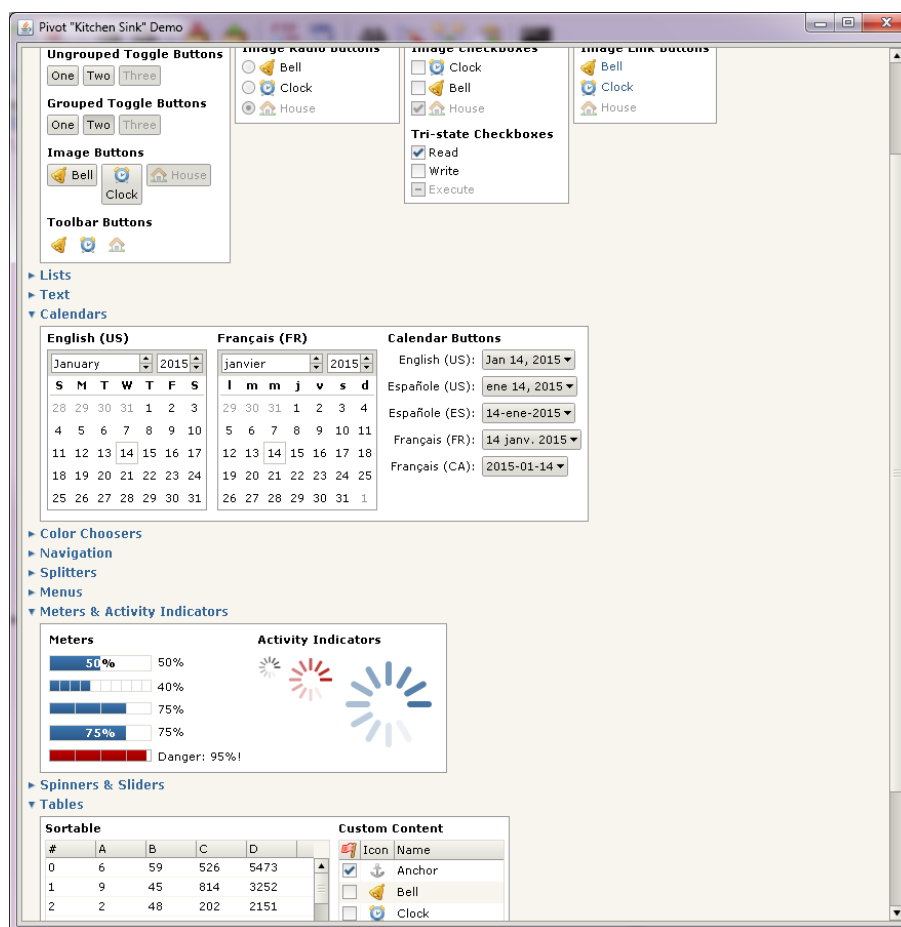 Pivot "Kitchen Sink" Demo
Ungrouped Toggle Buttons
One Two Three
Grouped Toggle Buttons
One Two Three
Image Buttons
Bell Clock House
Toolbar Buttons
Image Radio Buttons
Bell
Clock
House
Image Checkboxes
Clock
Bell
House
Tri-state Checkboxes
Read
Write
Execute
Image Link Buttons
Bell
Clock
House
Lists
Text
Calendars
English (US)
January 2015
S M T W T F S
28 29 30 31 1 2 3
4 5 6 7 8 9 10
11 12 13 14 15 16 17
18 19 20 21 22 23 24
25 26 27 28 29 30 31
Français (FR)
janvier 2015
l m m j v s d
29 30 31 1 2 3 4
5 6 7 8 9 10 11
12 13 14 15 16 17 18
19 20 21 22 23 24 25
26 27 28 29 30 31 1
Calendar Buttons
English (US): Jan 14, 2015
Españole (US): ene 14, 2015
Españole (ES): 14-ene-2015
Français (FR): 14 janv. 2015
Français (CA): 2015-01-14
Color Choosers
Navigation
Splitters
Menus
Meters & Activity Indicators
Meters
50% 50%
40%
75%
75% 75%
Danger: 95%!
Activity Indicators
Spinners & Sliders
Tables
Sortable
# A B C D
0 6 59 526 5473
1 9 45 814 3252
2 2 48 202 2151
Custom Content
Icon Name
Anchor
Bell
Clock